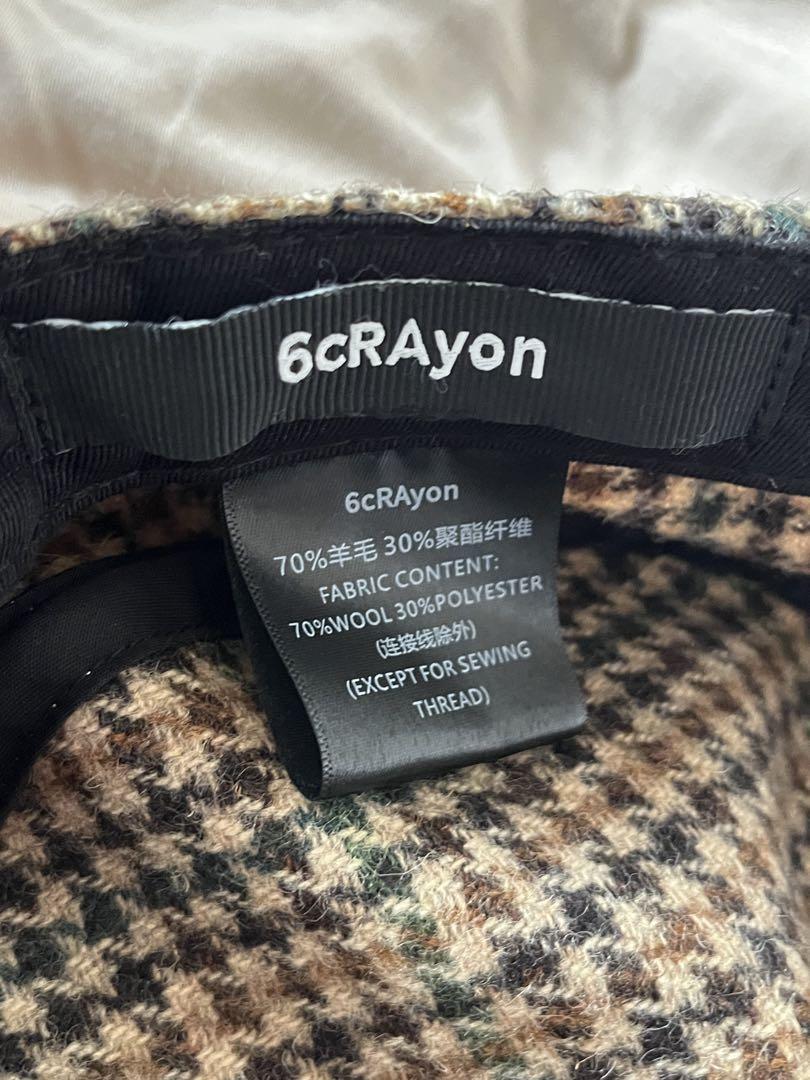 6cRAyon
6cRAyon
70%羊毛 30%聚酯纤维
FABRIC CONTENT:
70%WOOL 30%POLYESTER
(连接线除外)
(EXCEPT FOR SEWING
THREAD)